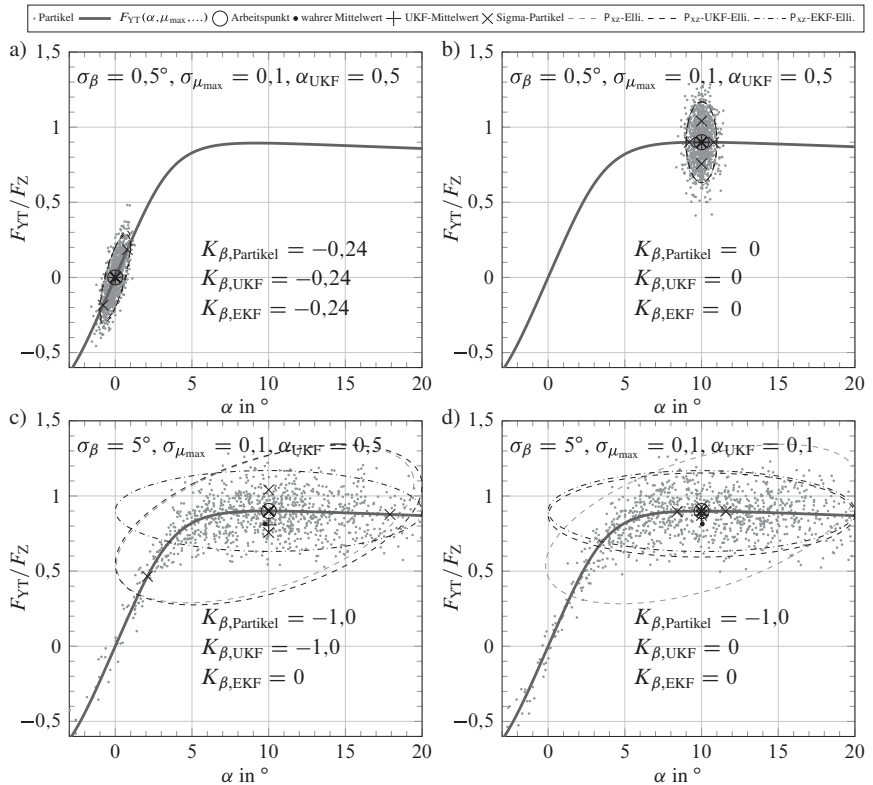 Partikel F_YT(α,μ_max,...) Arbeitspunkt wahrer Mittelwert UKF-Mittelwert Sigma-Partikel P_xz-Elli. P_xz-UKF-Elli. P_xz-EKF-Elli.
a)
σ_β = 0,5°, σ_μmax = 0,1, α_UKF = 0,5
1,5
1
0,5
0
−0,5
F_YT/F_Z
K_β,Partikel = −0,24
K_β,UKF = −0,24
K_β,EKF = −0,24
0 5 10 15 20
α in °
b)
σ_β = 0,5°, σ_μmax = 0,1, α_UKF = 0,5
1,5
1
0,5
0
−0,5
F_YT/F_Z
K_β,Partikel = 0
K_β,UKF = 0
K_β,EKF = 0
0 5 10 15 20
α in °
c)
σ_β = 5°, σ_μmax = 0,1, α_UKF = 0,5
1,5
1
0,5
0
−0,5
F_YT/F_Z
K_β,Partikel = −1,0
K_β,UKF = −1,0
K_β,EKF = 0
0 5 10 15 20
α in °
d)
σ_β = 5°, σ_μmax = 0,1, α_UKF = 0,1
1,5
1
0,5
0
−0,5
F_YT/F_Z
K_β,Partikel = −1,0
K_β,UKF = 0
K_β,EKF = 0
0 5 10 15 20
α in °